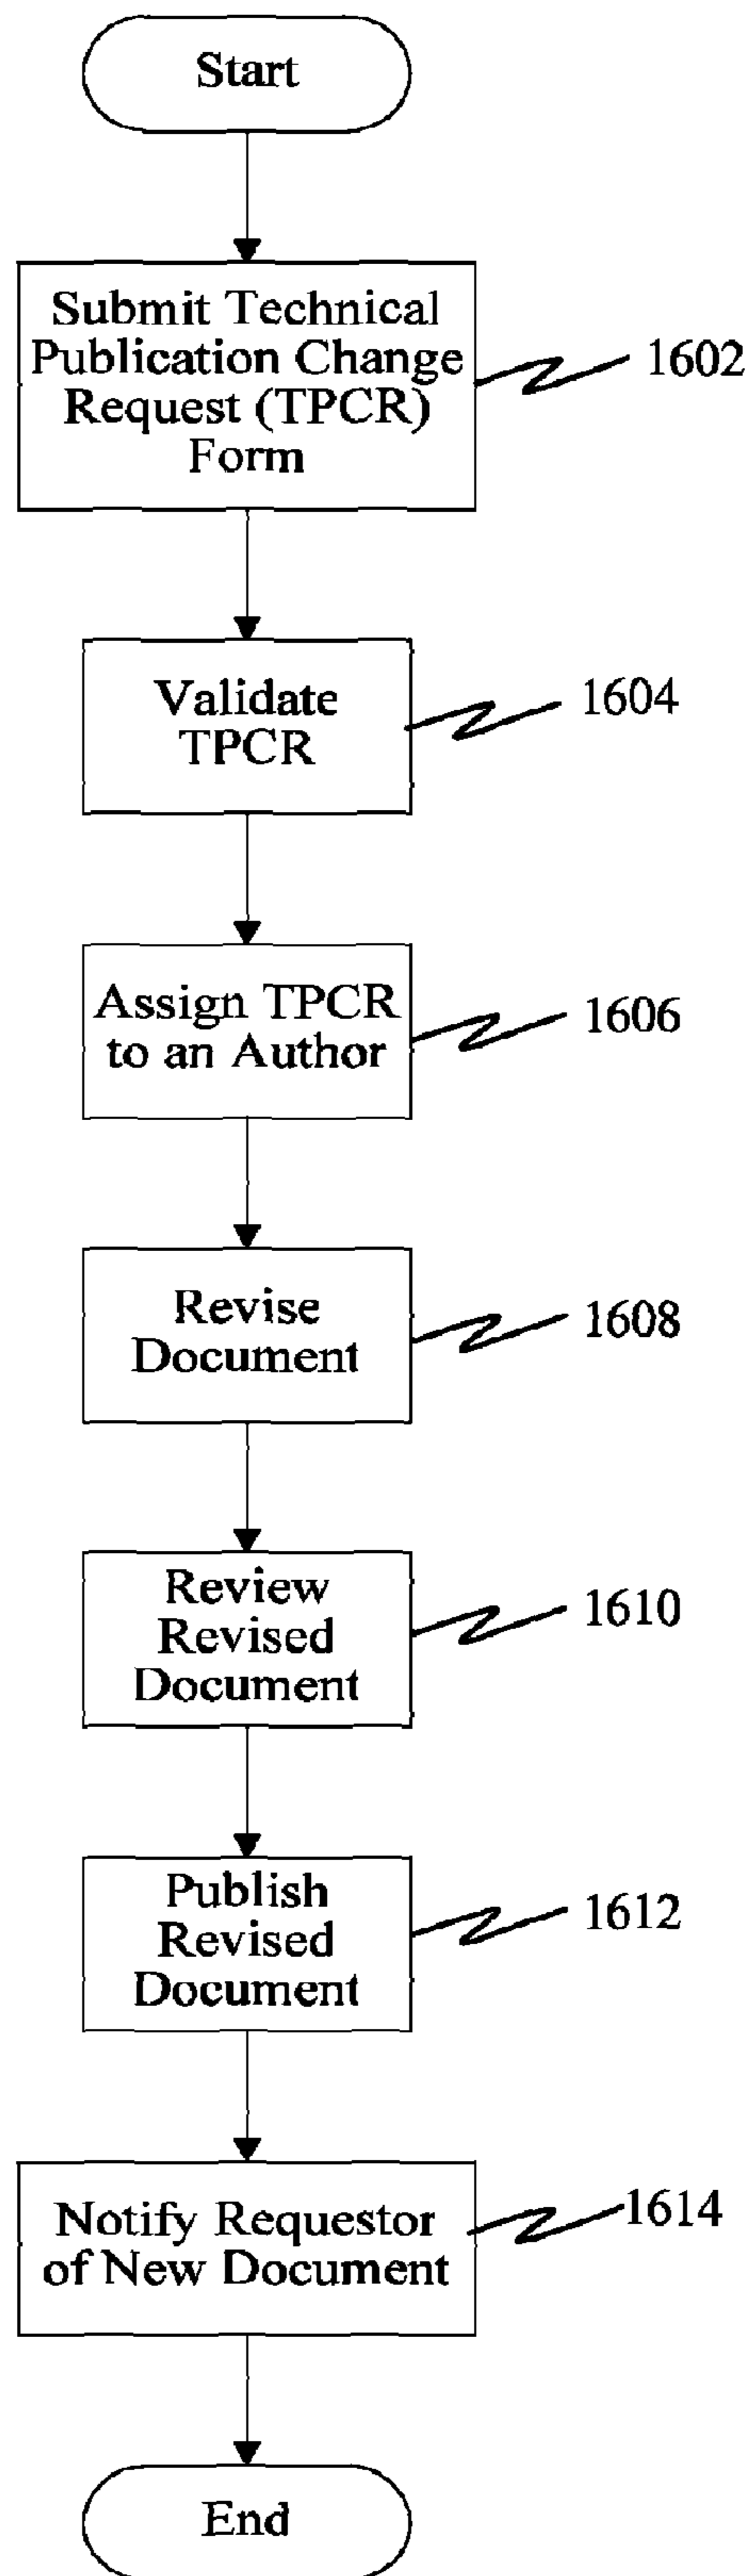 Start
Submit Technical
Publication Change
Request (TPCR)
Form
1602
Validate
TPCR
1604
Assign TPCR
to an Author
1606
Revise
Document
1608
Review
Revised
Document
1610
Publish
Revised
Document
1612
Notify Requestor
of New Document
1614
End